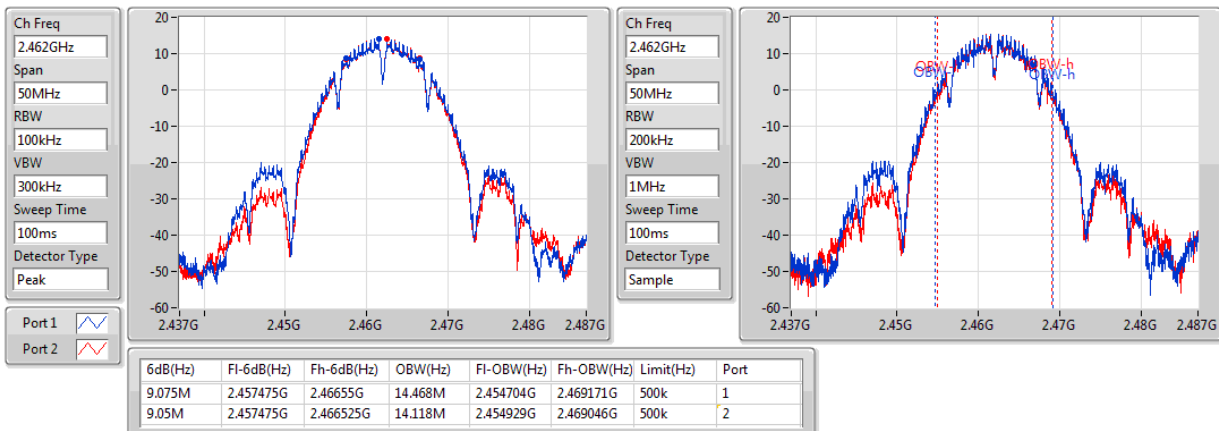 Ch Freq
2.462GHz
Span
50MHz
RBW
100kHz
VBW
300kHz
Sweep Time
100ms
Detector Type
Peak
Port 1
Port 2
20
10
0
-10
-20
-30
-40
-50
-60
2.437G 2.45G 2.46G 2.47G 2.48G 2.487G
Ch Freq
2.462GHz
Span
50MHz
RBW
200kHz
VBW
1MHz
Sweep Time
100ms
Detector Type
Sample
20
10
0
-10
-20
-30
-40
-50
-60
OBW-h
OBW-h
2.437G 2.45G 2.46G 2.47G 2.48G 2.487G
6dB(Hz) Fl-6dB(Hz) Fh-6dB(Hz) OBW(Hz) Fl-OBW(Hz) Fh-OBW(Hz) Limit(Hz) Port
9.075M 2.457475G 2.46655G 14.468M 2.454704G 2.469171G 500k 1
9.05M 2.457475G 2.466525G 14.118M 2.454929G 2.469046G 500k 2